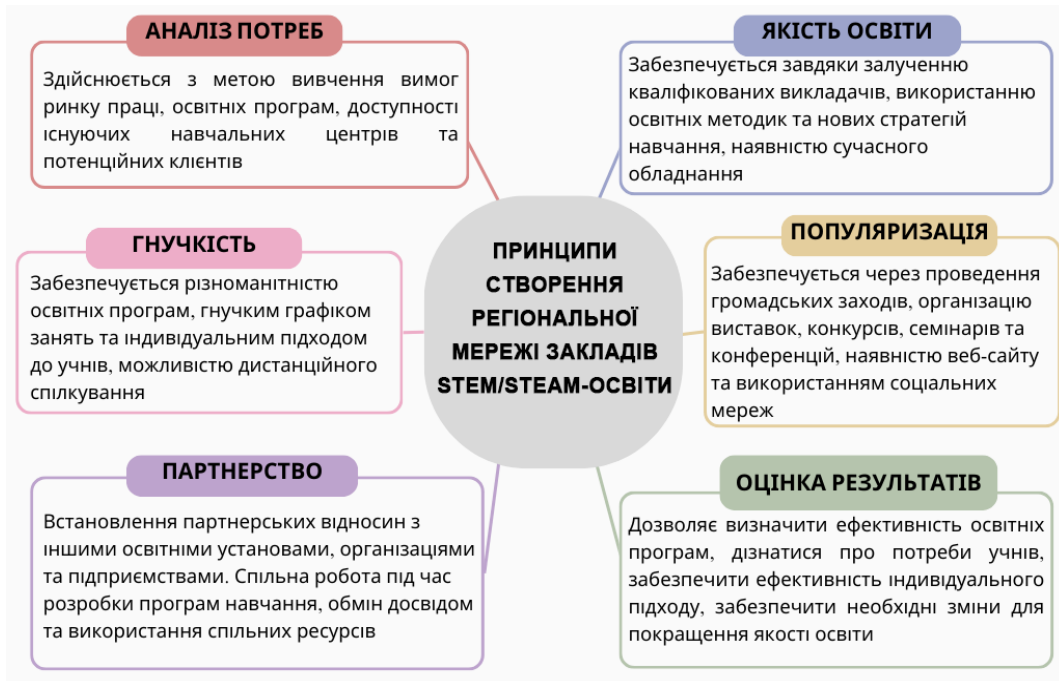 АНАЛІЗ ПОТРЕБ
Здійснюється з метою вивчення вимог
ринку праці, освітніх програм, доступності
існуючих навчальних центрів та
потенційних клієнтів
ЯКІСТЬ ОСВІТИ
Забезпечується завдяки залученню
кваліфікованих викладачів, використанню
освітніх методик та нових стратегій
навчання, наявністю сучасного
обладнання
ГНУЧКІСТЬ
Забезпечується різноманітністю
освітніх програм, гнучким графіком
занять та індивідуальним підходом
до учнів, можливістю дистанційного
спілкування
ПРИНЦИПИ
СТВОРЕННЯ
РЕГІОНАЛЬНОЇ
МЕРЕЖІ ЗАКЛАДІВ
STEM/STEAM-ОСВІТИ
ПОПУЛЯРИЗАЦІЯ
Забезпечується через проведення
громадських заходів, організацію
виставок, конкурсів, семінарів та
конференцій, наявністю веб-сайту
та використанням соціальних
мереж
ПАРТНЕРСТВО
Встановлення партнерських відносин з
іншими освітніми установами, організаціями
та підприємствами. Спільна робота під час
розробки програм навчання, обмін досвідом
та використання спільних ресурсів
ОЦІНКА РЕЗУЛЬТАТІВ
Дозволяє визначити ефективність освітніх
програм, дізнатися про потреби учнів,
забезпечити ефективність індивідуального
підходу, забезпечити необхідні зміни для
покращення якості освіти